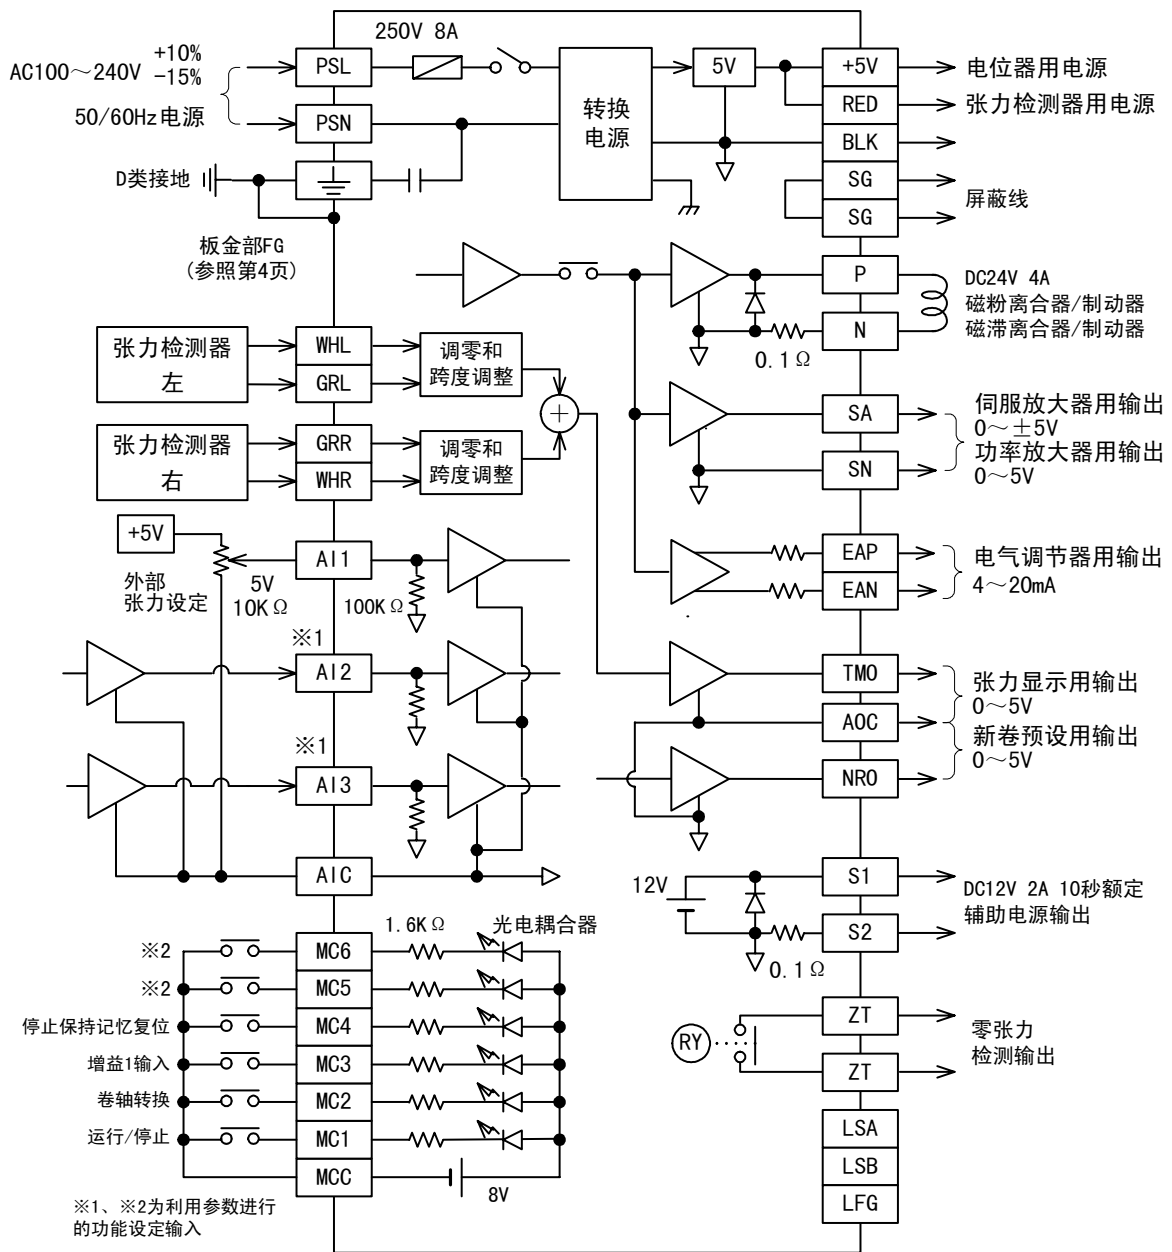 250V 8A
AC100～240V +10%
-15%
50/60Hz电源
PSL
PSN
D类接地
板金部FG
(参照第4页)
转换
电源
5V
+5V
RED
BLK
SG
SG
电位器用电源
张力检测器用电源
屏蔽线
P
N
DC24V 4A
磁粉离合器/制动器
磁滞离合器/制动器
0.1Ω
张力检测器
左
WHL
GRL
调零和
跨度调整
张力检测器
右
GRR
WHR
调零和
跨度调整
+
SA
SN
伺服放大器用输出
0～±5V
功率放大器用输出
0～5V
+5V
外部
张力设定
5V
10KΩ
AI1
100KΩ
EAP
EAN
电气调节器用输出
4～20mA
※1
AI2
※1
AI3
AIC
TMO
AOC
NRO
张力显示用输出
0～5V
新卷预设用输出
0～5V
12V
S1
S2
0.1Ω
DC12V 2A 10秒额定
辅助电源输出
1.6KΩ
光电耦合器
※2
MC6
※2
MC5
停止保持记忆复位
MC4
增益1输入
MC3
卷轴转换
MC2
运行/停止
MC1
MCC
8V
※1、※2为利用参数进行
的功能设定输入
RY
ZT
ZT
零张力
检测输出
LSA
LSB
LFG